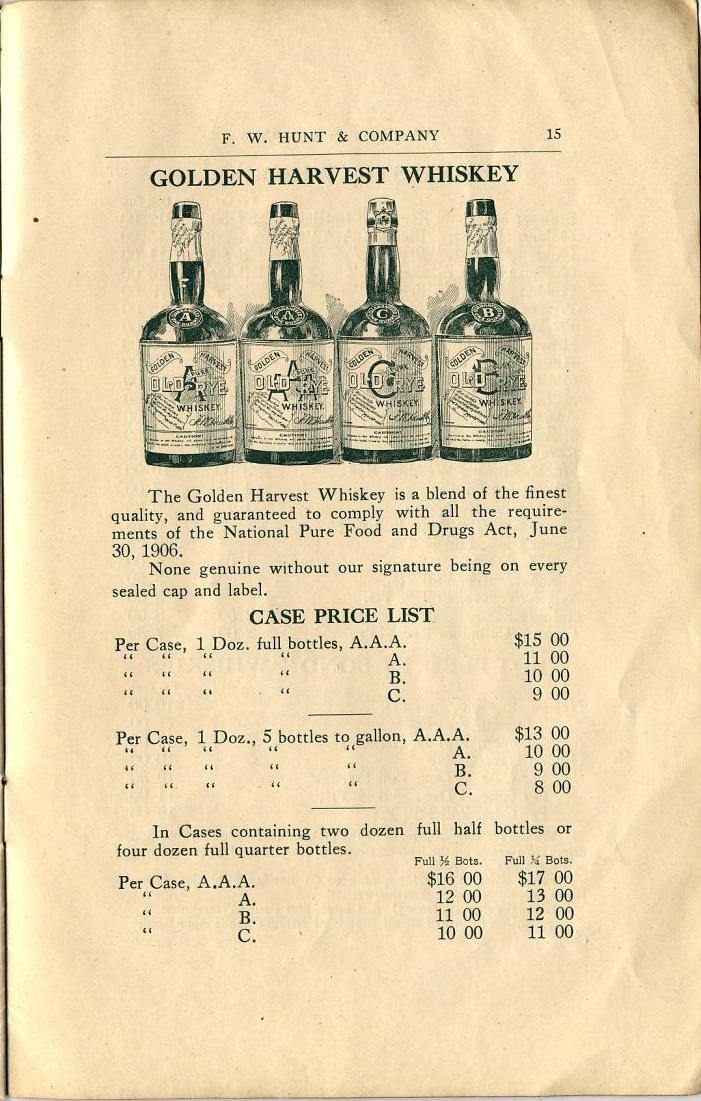 F. W. HUNT & COMPANY 15
GOLDEN HARVEST WHISKEY
A A C B
GOLDEN HARVEST PURE OLD A RYE WHISKEY CAUTION
GOLDEN HARVEST PURE OLD RYE WHISKEY CAUTION
GOLDEN HARVEST PURE OLD C RYE WHISKEY CAUTION
GOLDEN HARVEST OLD B RYE WHISKEY CAUTION
The Golden Harvest Whiskey is a blend of the finest
quality, and guaranteed to comply with all the require-
ments of the National Pure Food and Drugs Act, June
30, 1906.
None genuine without our signature being on every
sealed cap and label.
CASE PRICE LIST
Per Case, 1 Doz. full bottles, A.A.A. $15 00
“ “ “ “ A. 11 00
“ “ “ “ B. 10 00
“ “ “ “ C. 9 00
Per Case, 1 Doz., 5 bottles to gallon, A.A.A. $13 00
“ “ “ “ “ A. 10 00
“ “ “ “ “ B. 9 00
“ “ “ “ “ C. 8 00
In Cases containing two dozen full half bottles or
four dozen full quarter bottles.
Full ½ Bots. Full ¼ Bots.
Per Case, A.A.A. $16 00 $17 00
“ A. 12 00 13 00
“ B. 11 00 12 00
“ C. 10 00 11 00